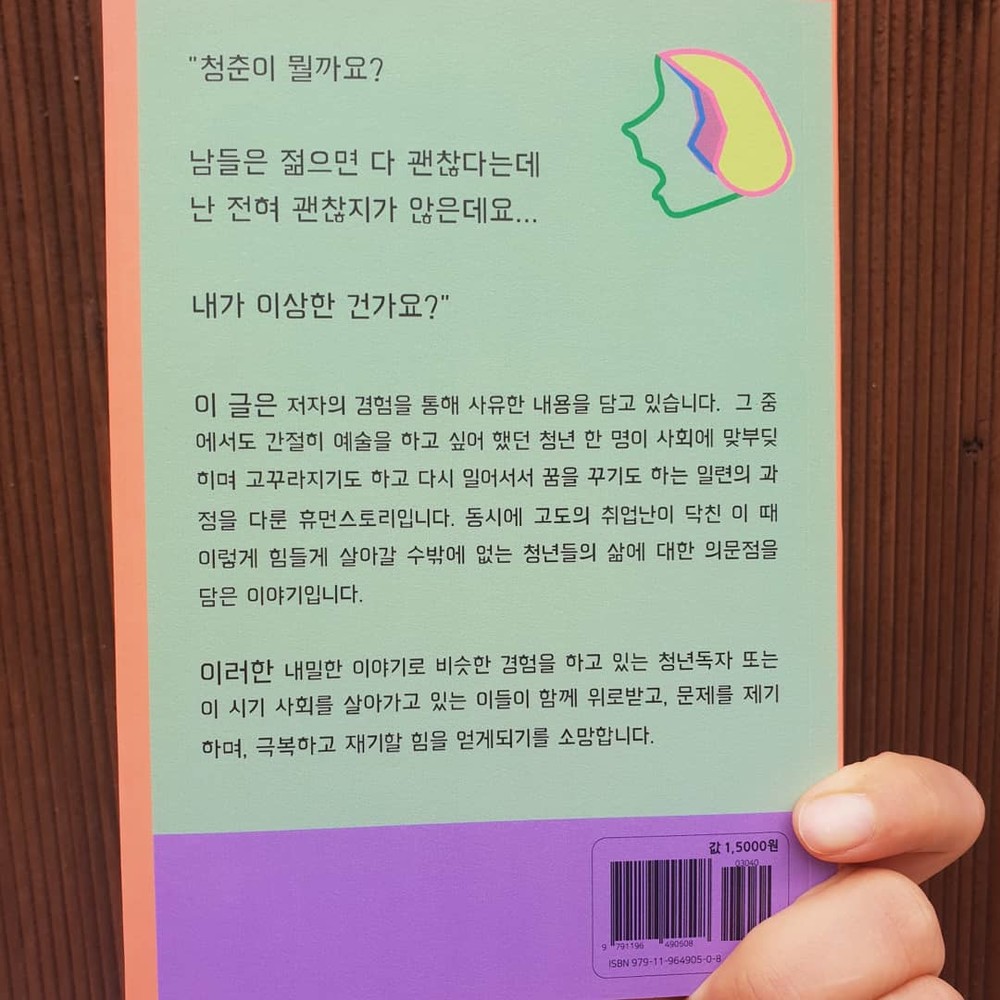 "청춘이 뭘까요?
남들은 젊으면 다 괜찮다는데
난 전혀 괜찮지가 않은데요...
내가 이상한 건가요?"
이 글은 저자의 경험을 통해 사유한 내용을 담고 있습니다. 그 중
에서도 간절히 예술을 하고 싶어 했던 청년 한 명이 사회에 맞부딪
히며 고꾸라지기도 하고 다시 일어서서 꿈을 꾸기도 하는 일련의 과
정을 다룬 휴먼스토리입니다. 동시에 고도의 취업난이 닥친 이 때
이렇게 힘들게 살아갈 수밖에 없는 청년들의 삶에 대한 의문점을
담은 이야기입니다.
이러한 내밀한 이야기로 비슷한 경험을 하고 있는 청년독자 또는
이 시기 사회를 살아가고 있는 이들이 함께 위로받고, 문제를 제기
하며, 극복하고 재기할 힘을 얻게되기를 소망합니다.
값 1,5000원
03040
9 791196 490508
ISBN 979-11-964905-0-8